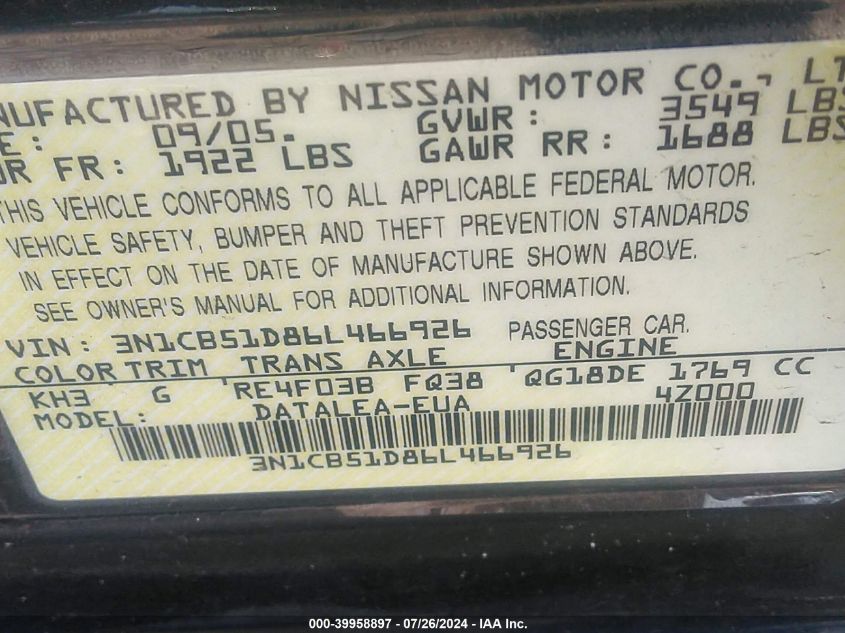 NUFACTURED BY NISSAN MOTOR CO., LT
E: 09/05. GVWR: 3549 LBS
WR FR: 1922 LBS GAWR RR: 1688 LBS
THIS VEHICLE CONFORMS TO ALL APPLICABLE FEDERAL MOTOR.
VEHICLE SAFETY, BUMPER AND THEFT PREVENTION STANDARDS
IN EFFECT ON THE DATE OF MANUFACTURE SHOWN ABOVE.
SEE OWNER'S MANUAL FOR ADDITIONAL INFORMATION.
VIN: 3N1CB51D86L466926 PASSENGER CAR.
COLOR TRIM TRANS AXLE ENGINE
KH3 G RE4F03B FQ38 QG18DE 1769 CC
MODEL: DATALEA-EUA 4Z000
3N1CB51D86L466926
000-39958897 - 07/26/2024 - IAA Inc.